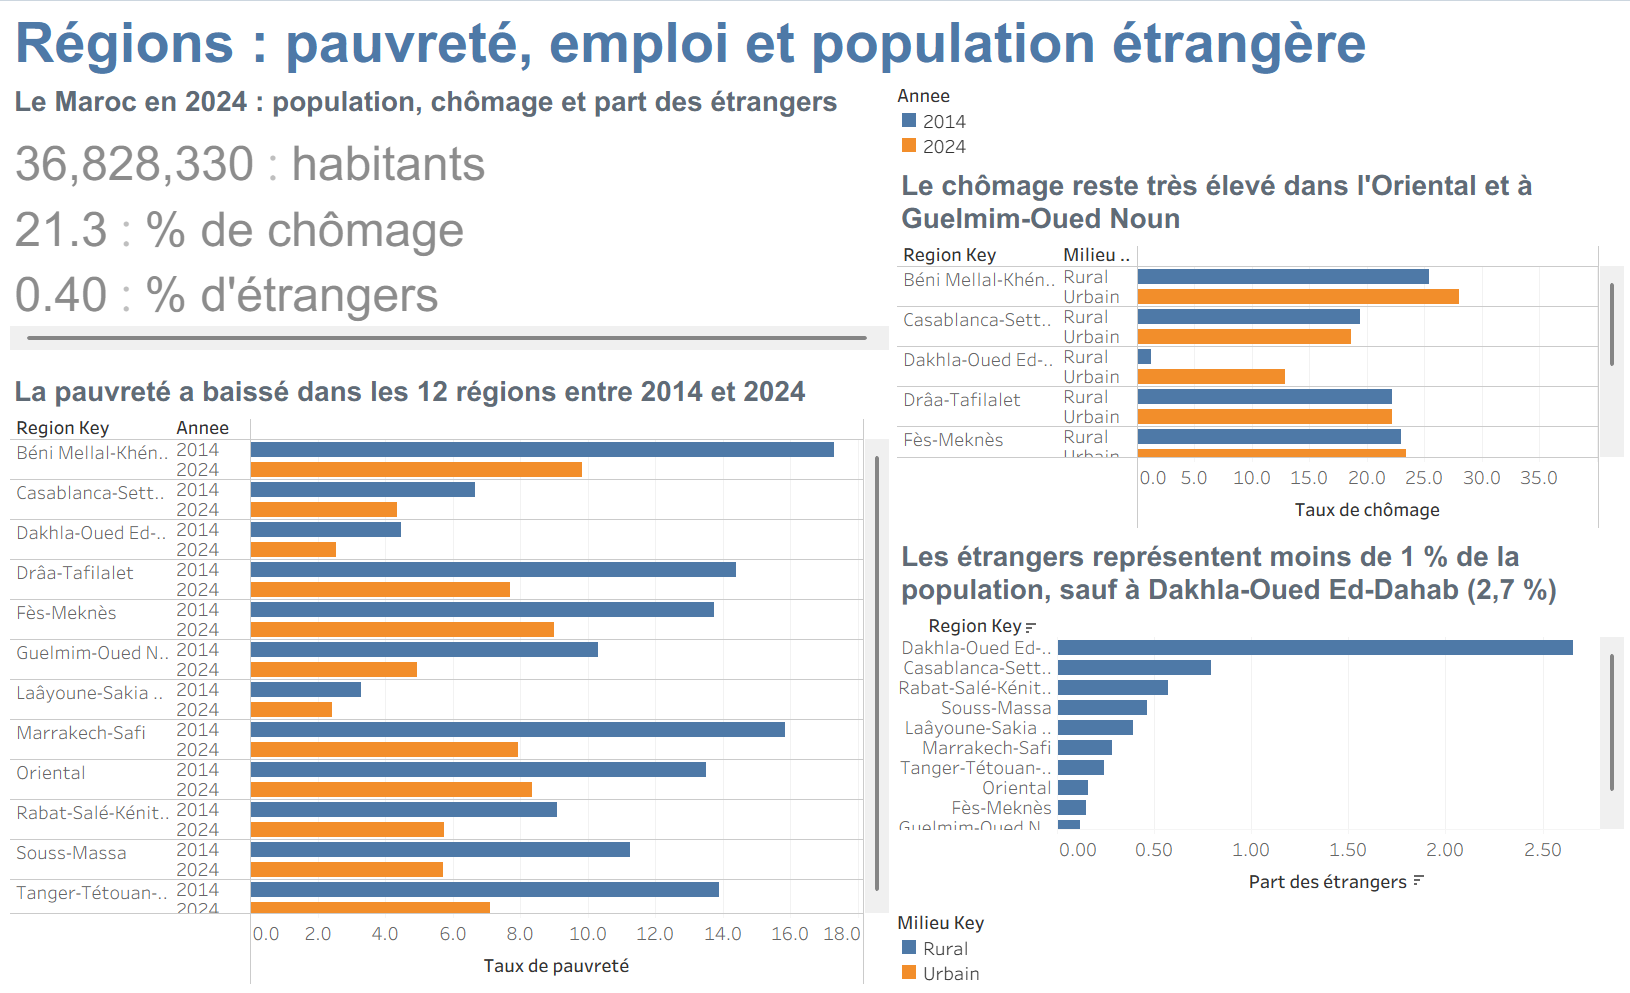 Régions : pauvreté, emploi et population étrangère
Le Maroc en 2024 : population, chômage et part des étrangers
36,828,330 : habitants
21.3 : % de chômage
0.40 : % d'étrangers
La pauvreté a baissé dans les 12 régions entre 2014 et 2024
Region Key Annee
Béni Mellal-Khén.. 2014
2024
Casablanca-Sett.. 2014
2024
Dakhla-Oued Ed-.. 2014
2024
Drâa-Tafilalet 2014
2024
Fès-Meknès 2014
2024
Guelmim-Oued N.. 2014
2024
Laâyoune-Sakia .. 2014
2024
Marrakech-Safi 2014
2024
Oriental 2014
2024
Rabat-Salé-Kénit.. 2014
2024
Souss-Massa 2014
2024
Tanger-Tétouan-.. 2014
2024
0.0 2.0 4.0 6.0 8.0 10.0 12.0 14.0 16.0 18.0
Taux de pauvreté
Annee
2014
2024
Le chômage reste très élevé dans l'Oriental et à
Guelmim-Oued Noun
Region Key Milieu ..
Béni Mellal-Khén.. Rural
Urbain
Casablanca-Sett.. Rural
Urbain
Dakhla-Oued Ed-.. Rural
Urbain
Drâa-Tafilalet Rural
Urbain
Fès-Meknès Rural
Urbain
0.0 5.0 10.0 15.0 20.0 25.0 30.0 35.0
Taux de chômage
Les étrangers représentent moins de 1 % de la
population, sauf à Dakhla-Oued Ed-Dahab (2,7 %)
Region Key
Dakhla-Oued Ed-..
Casablanca-Sett..
Rabat-Salé-Kénit..
Souss-Massa
Laâyoune-Sakia ..
Marrakech-Safi
Tanger-Tétouan-..
Oriental
Fès-Meknès
Guelmim-Oued N..
0.00 0.50 1.00 1.50 2.00 2.50
Part des étrangers
Milieu Key
Rural
Urbain